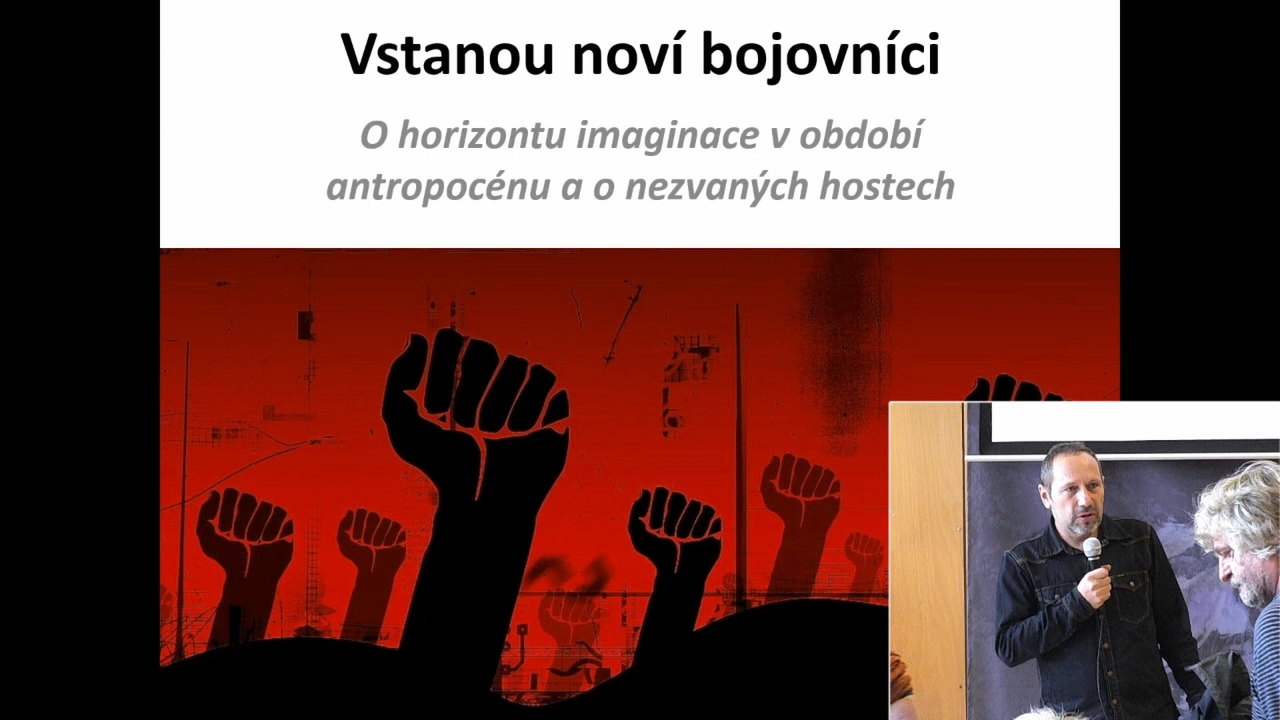 Vstanou noví bojovníci
O horizontu imaginace v období
antropocénu a o nezvaných hostech